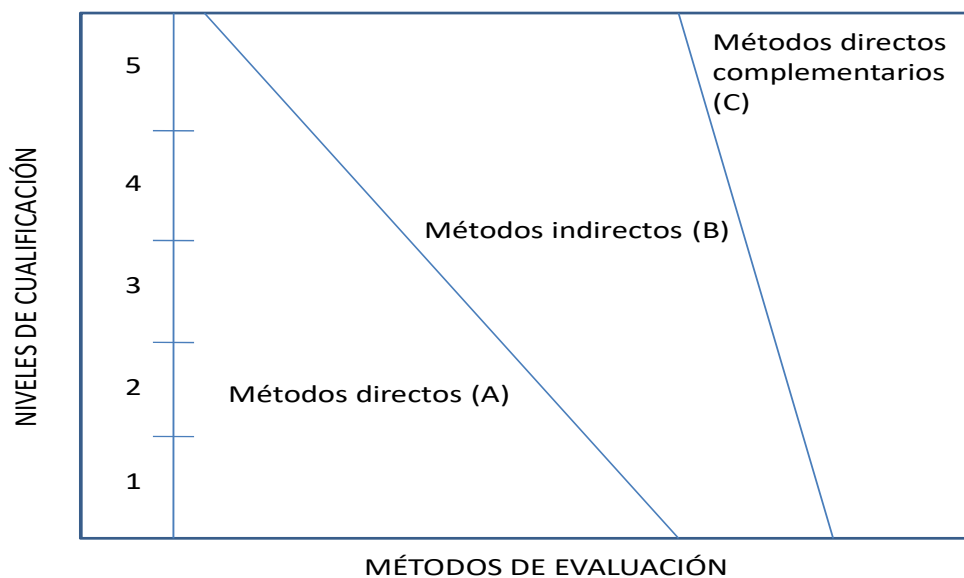 NIVELES DE CUALIFICACIÓN
5
4
3
2
1
Métodos directos
complementarios
(C)
Métodos indirectos (B)
Métodos directos (A)
MÉTODOS DE EVALUACIÓN